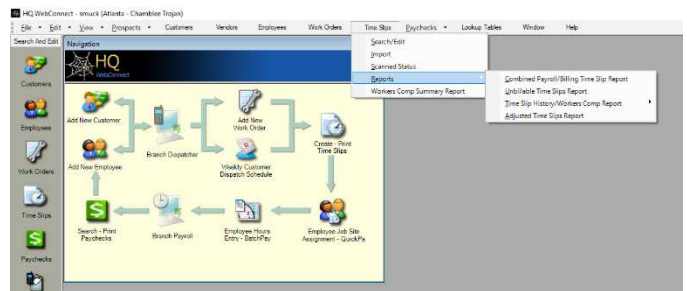 HQ WebConnect - smuck (Atlanta - Chamblee Trojan)
File Edit View Prospects Customers Vendors Employees Work Orders Time Slips Paychecks Lookup Tables Window Help
Search And Edit
Customers
Employees
Work Orders
Time Slips
Paychecks
Navigation
HQ
WebConnect
Add New Customer
Add New Employee
Branch Dispatcher
Add New
Work Order
Weekly Customer
Dispatch Schedule
Create - Print
Time Slips
Search - Print
Paychecks
Branch Payroll
Employee Hours
Entry - BatchPay
Employee Job Site
Assignment - QuickPa
Search/Edit
Import
Scanned Status
Reports
Workers Comp Summary Report
Combined Payroll/Billing Time Slip Report
Unbillable Time Slips Report
Time Slip History/Workers Comp Report
Adjusted Time Slips Report